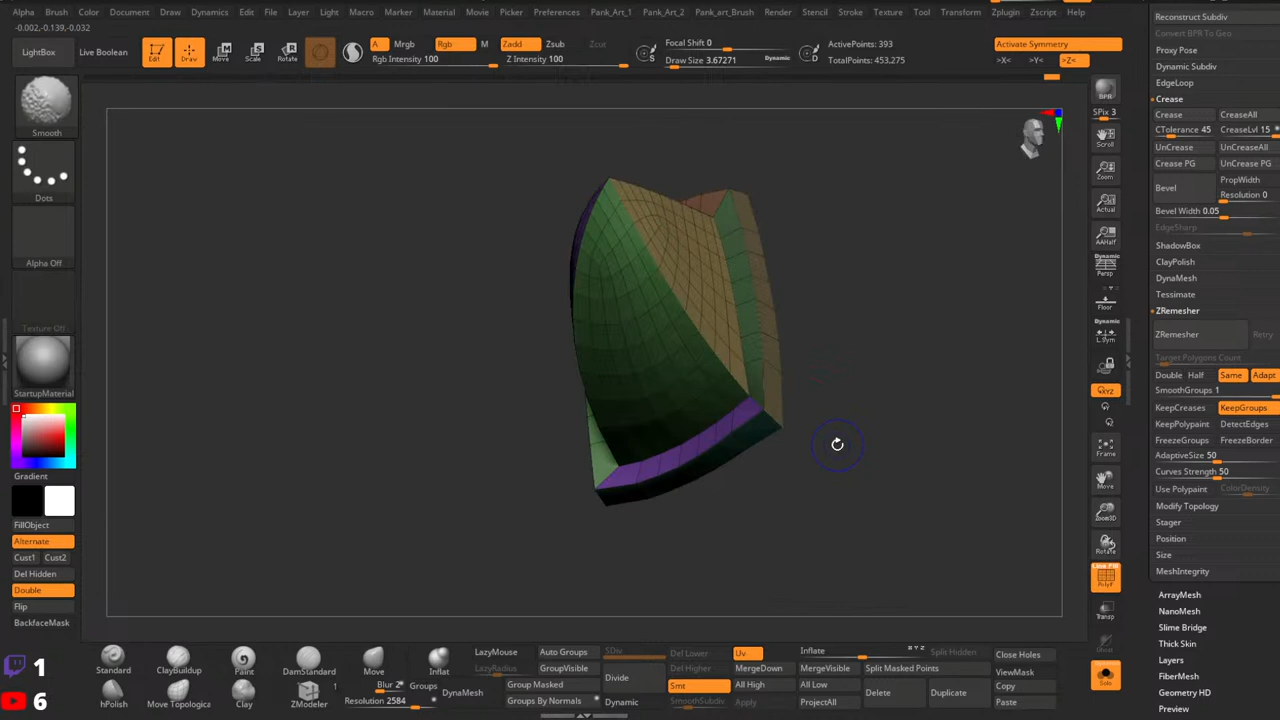 Alpha Brush Color Document Draw Dynamics Edit File Layer Light Macro Marker Material Movie Picker Preferences Pank_Art_1 Pank_Art_2 Pank_art_Brush Render Stencil Stroke Texture Tool Transform Zplugin Zscript Help
-0.002,-0.139,-0.032
LightBox
Live Boolean
Edit
Draw
Move
Scale
Rotate
A
Mrgb
Rgb
M
Rgb Intensity 100
Zadd
Zsub
Zcut
Z Intensity 100
S
Focal Shift 0
Draw Size 3.67271
Dynamic
D
ActivePoints: 393
TotalPoints: 453,275
Activate Symmetry
>X< >Y< >Z<
Smooth
Dots
Alpha Off
Texture Off
StartupMaterial
Gradient
FillObject
Alternate
Cust1 Cust2
Del Hidden
Double
Flip
BackfaceMask
BPR
SPix 3
Scroll
Zoom
Actual
AAHalf
Dynamic
Persp
Floor
Dynamic
L.Sym
Frame
Move
Zoom3D
Rotate
Line Fill
PolyF
Transp
Ghost
Solo
Reconstruct Subdiv
Convert BPR To Geo
Proxy Pose
Dynamic Subdiv
EdgeLoop
Crease
Crease CreaseAll
CTolerance 45 CreaseLvl 15
UnCrease UnCreaseAll
Crease PG UnCrease PG
Bevel
PropWidth
Resolution 0
Bevel Width 0.05
EdgeSharp
ShadowBox
ClayPolish
DynaMesh
Tessimate
ZRemesher
ZRemesher Retry
Target Polygons Count
Double Half Same Adapt
SmoothGroups 1
KeepCreases KeepGroups
KeepPolypaint DetectEdges
FreezeGroups FreezeBorder
AdaptiveSize 50
Curves Strength 50
Use Polypaint ColorDensity
Modify Topology
Stager
Position
Size
MeshIntegrity
ArrayMesh
NanoMesh
Slime Bridge
Thick Skin
Layers
FiberMesh
Geometry HD
Preview
1
6
Standard ClayBuildup Paint DamStandard Move Inflat
hPolish Move Topologica Clay ZModeler
1
LazyMouse
LazyRadius
Blur 2 Groups
Resolution 2584
DynaMesh
Auto Groups
GroupVisible
Group Masked
Groups By Normals
SDiv
Divide
Dynamic
Del Lower
Del Higher
Smt
SmoothSubdiv
Uv
MergeDown
All High
Apply
Inflate
X Y Z
MergeVisible
All Low
ProjectAll
Split Hidden
Split Masked Points
Delete
Duplicate
Close Holes
ViewMask
Copy
Paste